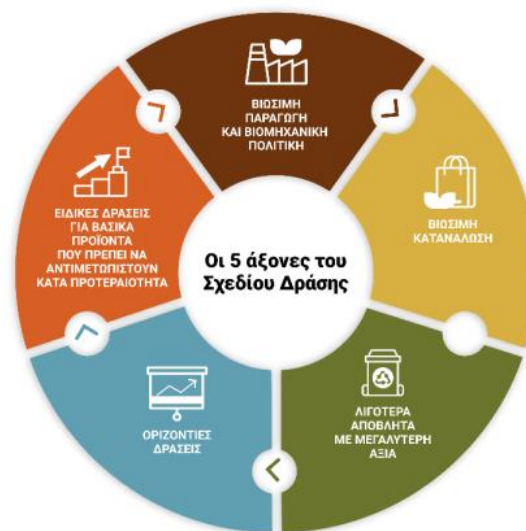 ΒΙΩΣΙΜΗ
ΠΑΡΑΓΩΓΗ
ΚΑΙ ΒΙΟΜΗΧΑΝΙΚΗ
ΠΟΛΙΤΙΚΗ
ΒΙΩΣΙΜΗ
ΚΑΤΑΝΑΛΩΣΗ
ΛΙΓΟΤΕΡΑ
ΑΠΟΒΛΗΤΑ
ΜΕ ΜΕΓΑΛΥΤΕΡΗ
ΑΞΙΑ
ΟΡΙΖΟΝΤΙΕΣ
ΔΡΑΣΕΙΣ
ΕΙΔΙΚΕΣ ΔΡΑΣΕΙΣ
ΓΙΑ ΒΑΣΙΚΑ
ΠΡΟΪΟΝΤΑ
ΠΟΥ ΠΡΕΠΕΙ ΝΑ
ΑΝΤΙΜΕΤΩΠΙΣΤΟΥΝ
ΚΑΤΑ ΠΡΟΤΕΡΑΙΟΤΗΤΑ
Οι 5 άξονες του
Σχεδίου Δράσης